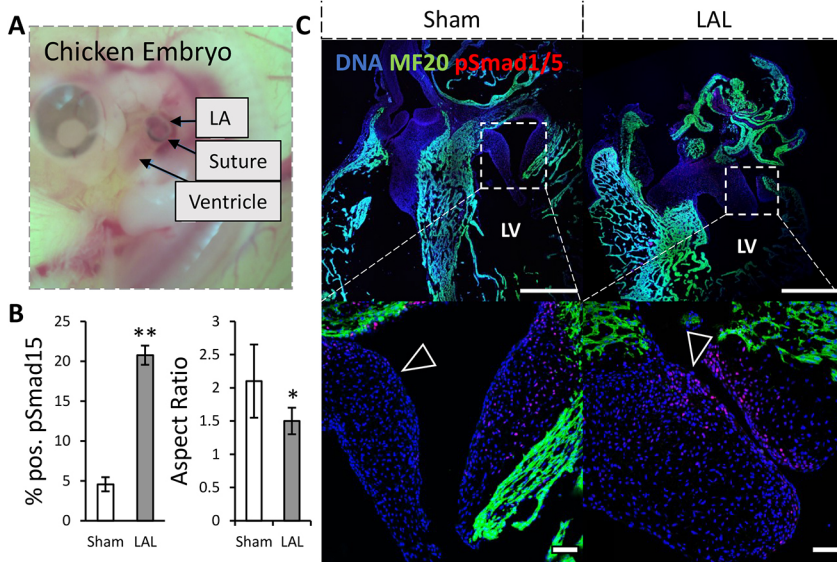 A
Chicken Embryo
LA
Suture
Ventricle
B
% pos. pSmad15
25
20
15
10
5
0
Sham LAL
**
Aspect Ratio
3
2.5
2
1.5
1
0.5
0
Sham LAL
*
C
Sham LAL
DNA MF20 pSmad1/5
LV
LV